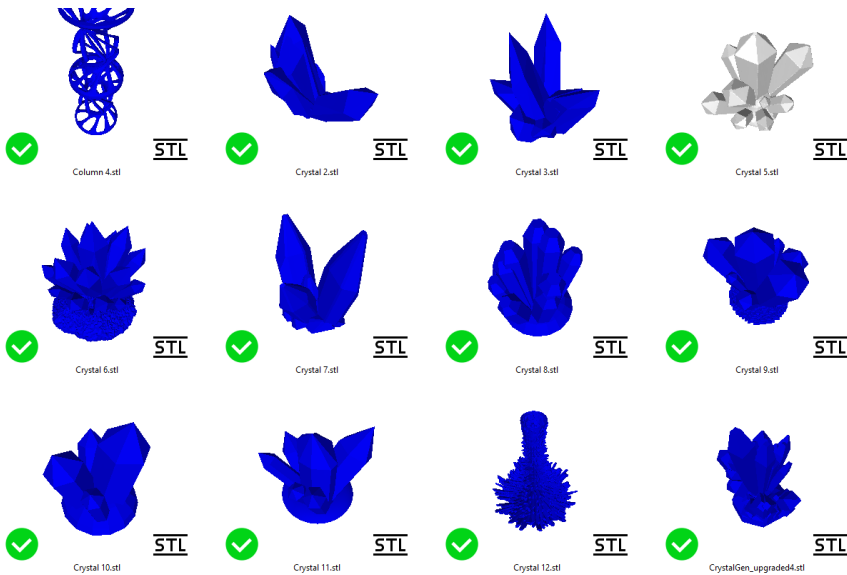 STL STL STL STL
Column 4.stl Crystal 2.stl Crystal 3.stl Crystal 5.stl
STL STL STL STL
Crystal 6.stl Crystal 7.stl Crystal 8.stl Crystal 9.stl
STL STL STL STL
Crystal 10.stl Crystal 11.stl Crystal 12.stl CrystalGen_upgraded4.stl